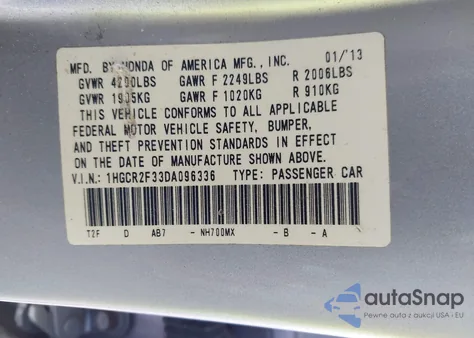 MFD. BY HONDA OF AMERICA MFG., INC. 01/'13
GVWR 4200LBS GAWR F 2249LBS R 2006LBS
GVWR 1905KG GAWR F 1020KG R 910KG
THIS VEHICLE CONFORMS TO ALL APPLICABLE
FEDERAL MOTOR VEHICLE SAFETY, BUMPER,
AND THEFT PREVENTION STANDARDS IN EFFECT
ON THE DATE OF MANUFACTURE SHOWN ABOVE.
V.I.N.: 1HGCR2F33DA096336 TYPE: PASSENGER CAR
T2F D AB7 -NH700MX -B -A
autoSnap
Pewne auta z aukcji USA i EU